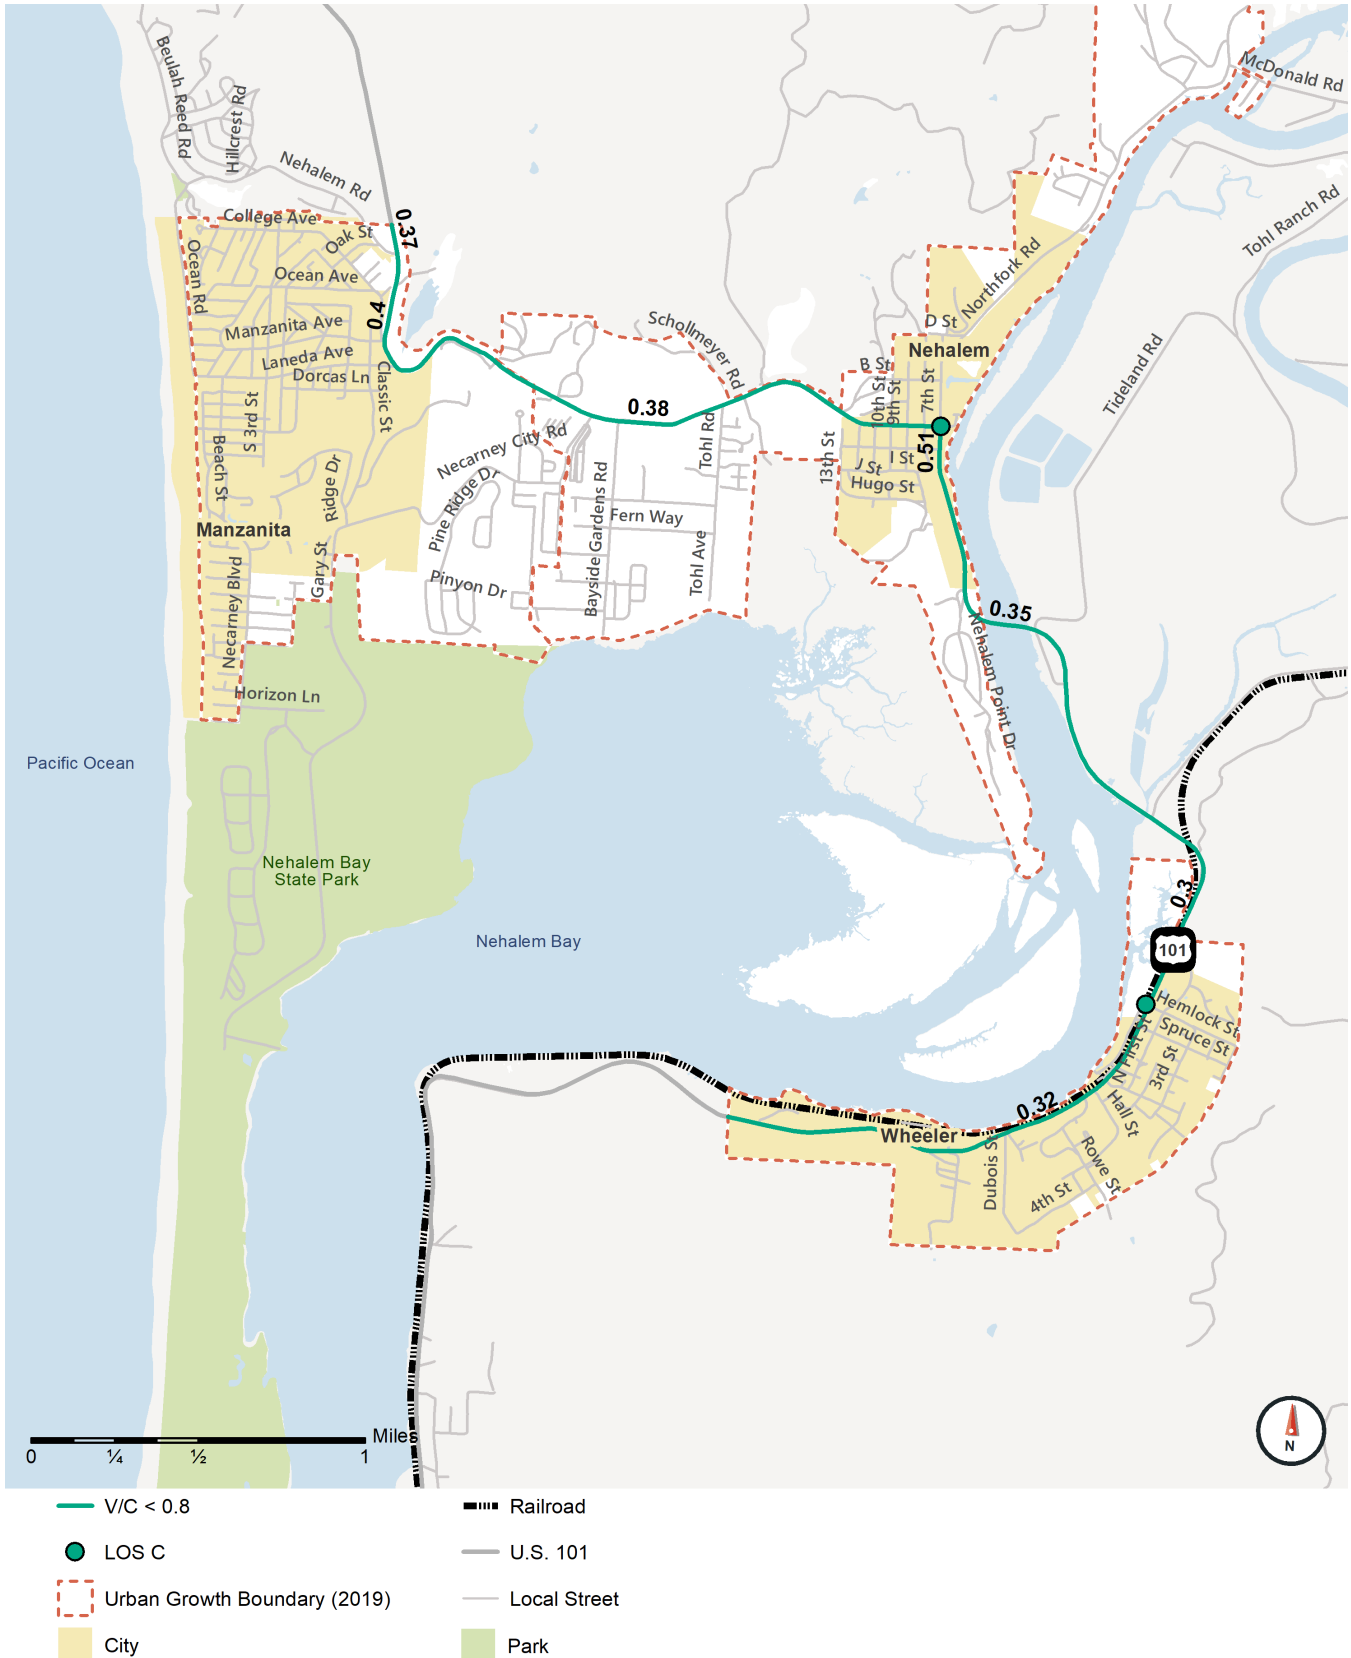 Beulah Reed Rd
Hillcrest Rd
Nehalem Rd
McDonald Rd
Tohl Ranch Rd
College Ave
Oak St
0.37
Ocean Rd
Ocean Ave
0.4
Manzanita Ave
Laneda Ave
Dorcas Ln
Classic St
S 3rd St
Beach St
Ridge Dr
Manzanita
Necarney Blvd
Gary St
Horizon Ln
Schollmeyer Rd
0.38
Necarney City Rd
Pine Ridge Dr
Pinyon Dr
Bayside Gardens Rd
Fern Way
Tohl Rd
Tohl Ave
Northfork Rd
D St
Nehalem
B St
10th St
9th St
7th St
13th St
I St
J St
Hugo St
0.51
Tideland Rd
0.35
Nehalem Point Dr
Pacific Ocean
Nehalem Bay
State Park
Nehalem Bay
0.3
101
Hemlock St
Spruce St
N First St
3rd St
Hall St
0.32
Wheeler
Dubois St
Rowe St
4th St
Miles
0
¼
½
1
N
V/C < 0.8
LOS C
Urban Growth Boundary (2019)
City
Railroad
U.S. 101
Local Street
Park